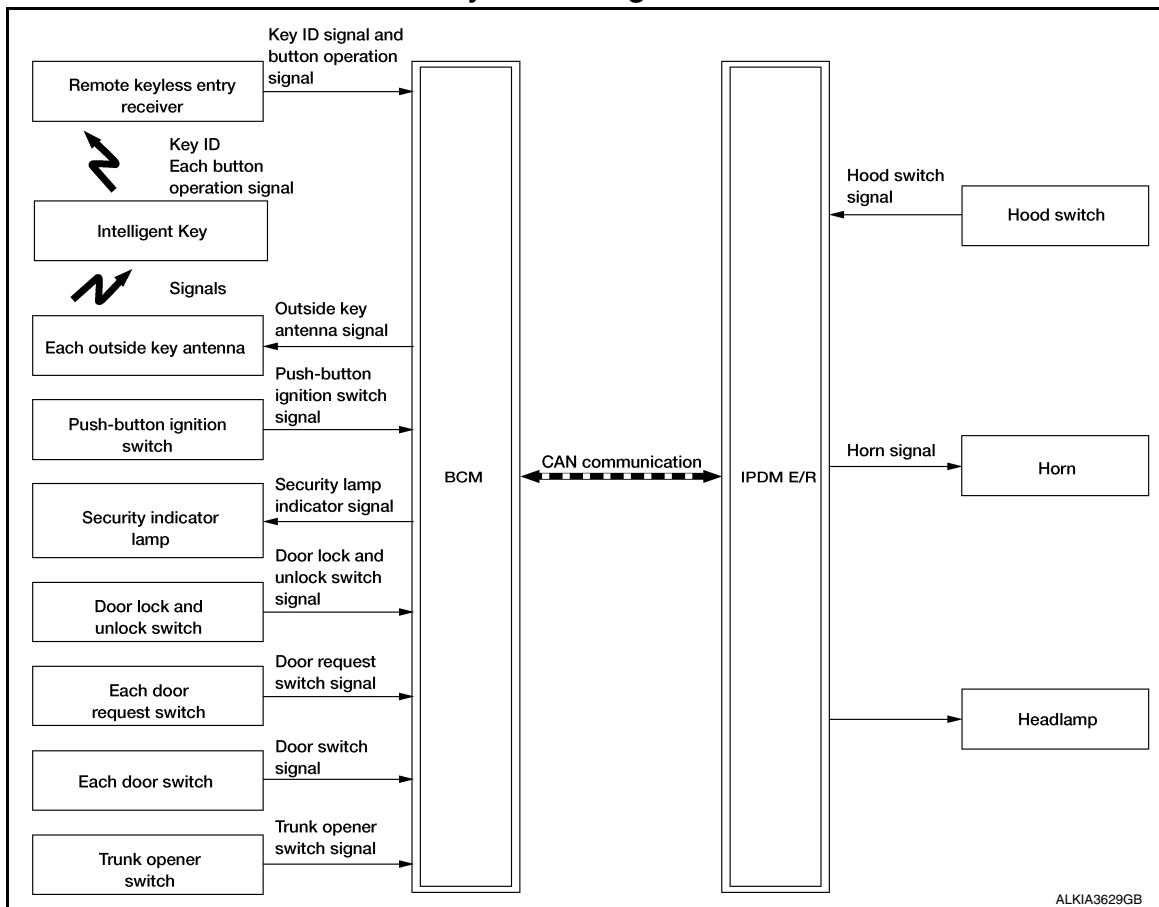 Key ID signal and
button operation
signal
Remote keyless entry
receiver
Key ID
Each button
operation signal
Intelligent Key
Signals
Outside key
antenna signal
Each outside key antenna
Push-button
ignition switch
signal
Push-button ignition
switch
Security lamp
indicator signal
Security indicator
lamp
Door lock and
unlock switch
signal
Door lock and
unlock switch
Door request
switch signal
Each door
request switch
Door switch
signal
Each door switch
Trunk opener
switch signal
Trunk opener
switch
BCM
CAN communication
IPDM E/R
Hood switch
signal
Hood switch
Horn signal
Horn
Headlamp
ALKIA3629GB